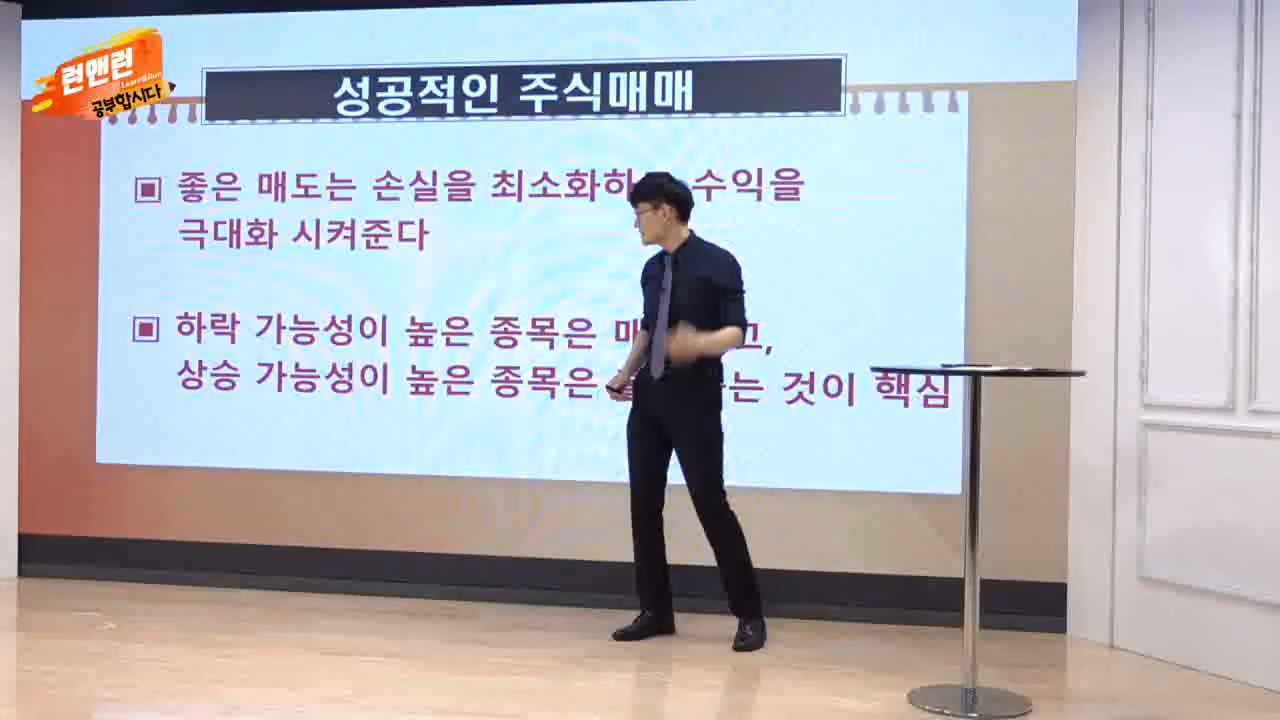 런앤런
Learn&Run
공부합시다
성공적인 주식매매
▣ 좋은 매도는 손실을 최소화하 수익을
극대화 시켜준다
▣ 하락 가능성이 높은 종목은 매 고,
상승 가능성이 높은 종목은 는 것이 핵심